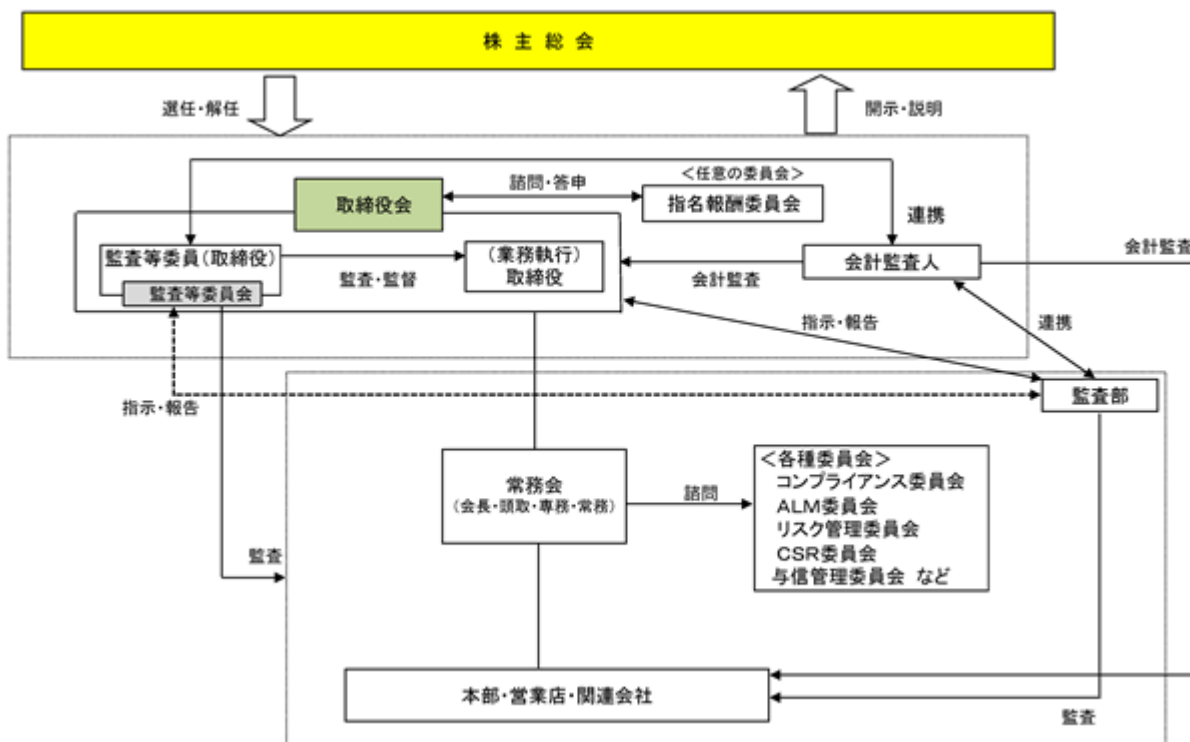 株主総会
選任・解任
開示・説明
<任意の委員会>
諮問・答申
取締役会
指名報酬委員会
連携
監査等委員(取締役)
監査等委員会
監査・監督
(業務執行)
取締役
会計監査
会計監査人
会計監査
指示・報告
連携
監査部
指示・報告
常務会
(会長・頭取・専務・常務)
諮問
<各種委員会>
コンプライアンス委員会
ALM委員会
リスク管理委員会
CSR委員会
与信管理委員会 など
監査
本部・営業店・関連会社
監査